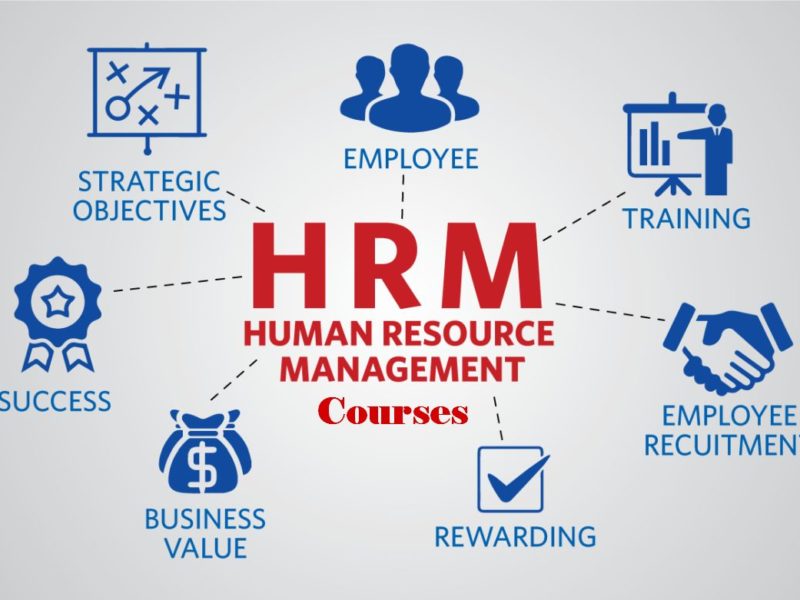 EMPLOYEE
STRATEGIC
OBJECTIVES
TRAINING
HRM
HUMAN RESOURCE
MANAGEMENT
Courses
SUCCESS
EMPLOYEE
RECUITMENT
BUSINESS
VALUE
REWARDING
$